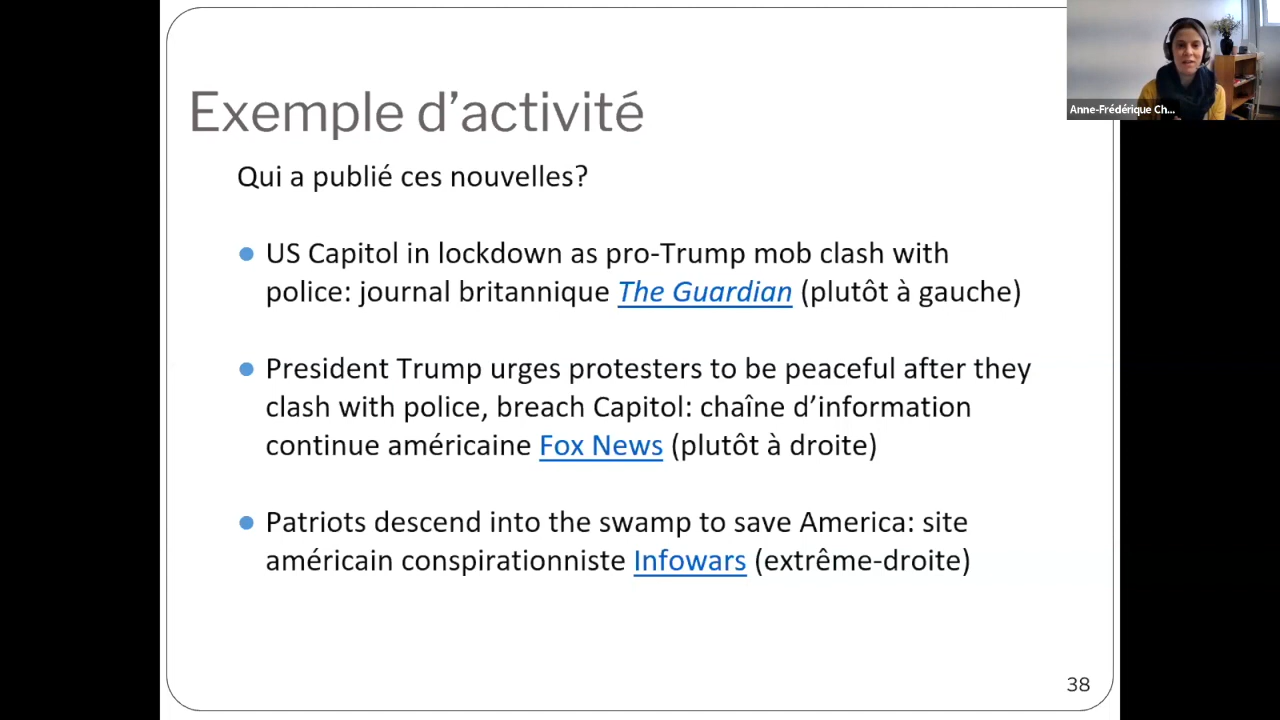 Exemple d'activité
Anne-Frédérique Ch...
Qui a publié ces nouvelles?
● US Capitol in lockdown as pro-Trump mob clash with
police: journal britannique The Guardian (plutôt à gauche)
● President Trump urges protesters to be peaceful after they
clash with police, breach Capitol: chaîne d'information
continue américaine Fox News (plutôt à droite)
● Patriots descend into the swamp to save America: site
américain conspirationniste Infowars (extrême-droite)
38